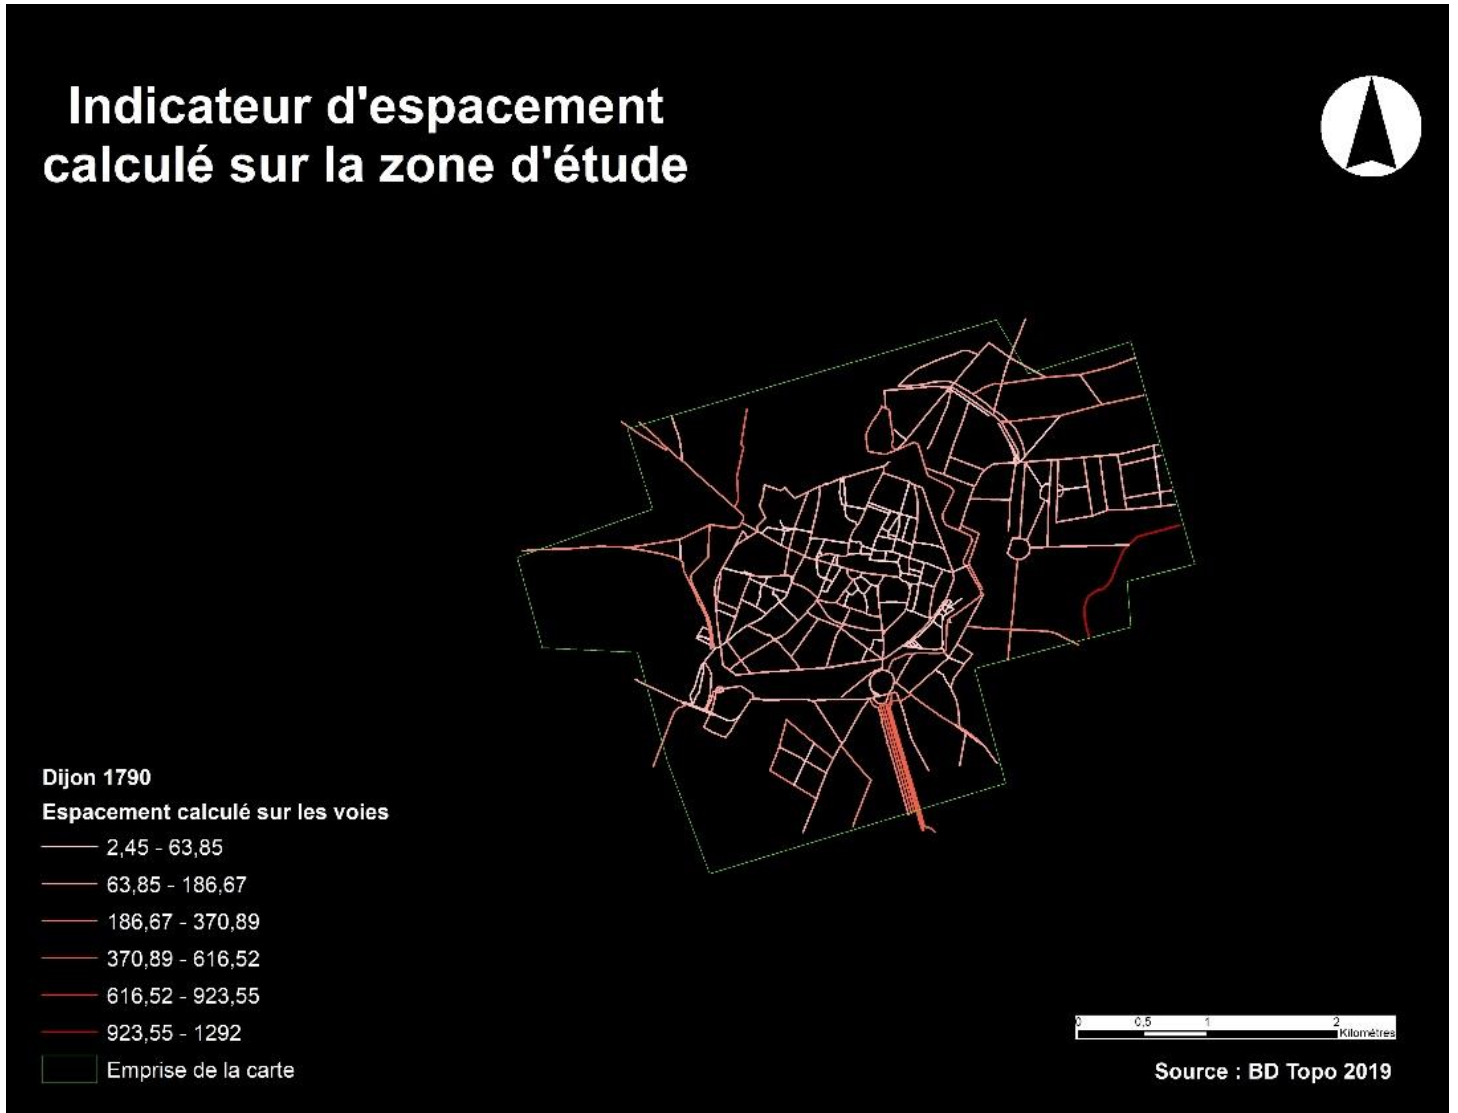 Indicateur d'espacement
calculé sur la zone d'étude
Dijon 1790
Espacement calculé sur les voies
2,45 - 63,85
63,85 - 186,67
186,67 - 370,89
370,89 - 616,52
616,52 - 923,55
923,55 - 1292
Emprise de la carte
0 0,5 1 2
Kilomètres
Source : BD Topo 2019